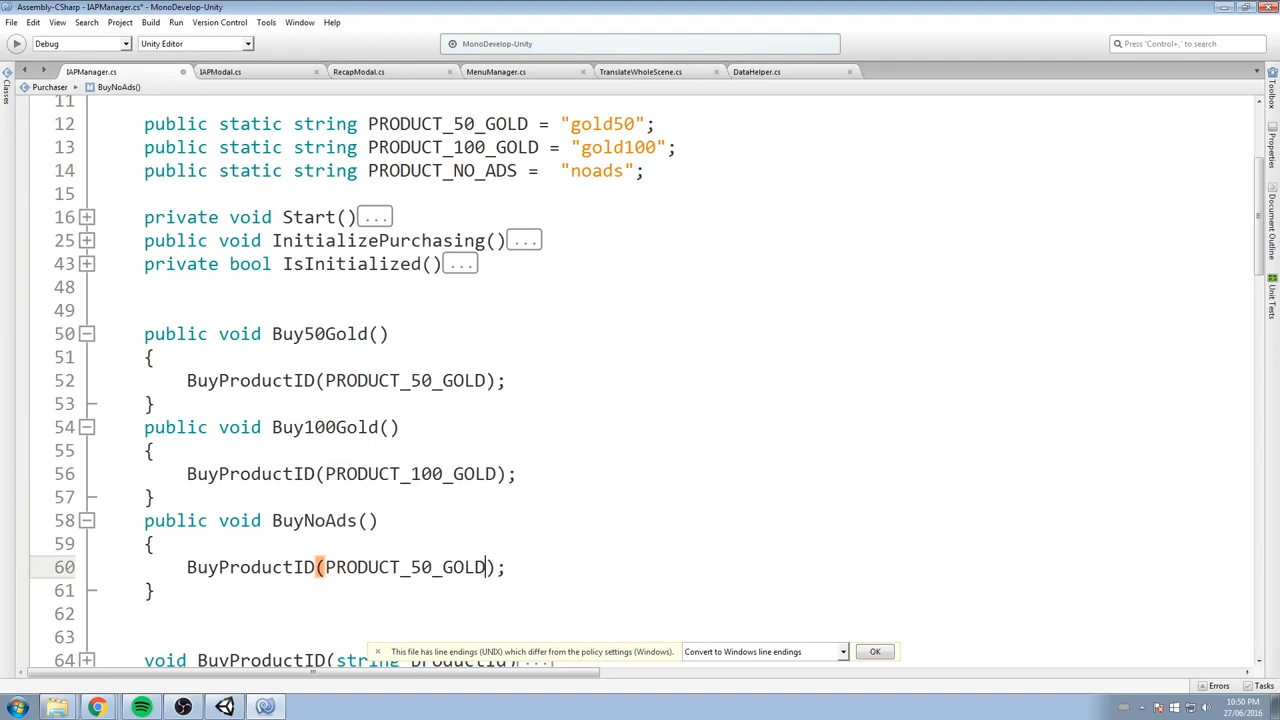 Assembly-CSharp - IAPManager.cs* - MonoDevelop-Unity
File Edit View Search Project Build Run Version Control Tools Window Help
Debug Unity Editor MonoDevelop-Unity Press 'Control+,' to search
IAPManager.cs IAPModal.cs RecapModal.cs MenuManager.cs TranslateWholeScene.cs DataHelper.cs
Purchaser BuyNoAds()
Classes
Toolbox
Properties
Document Outline
Unit Tests
11
12 public static string PRODUCT_50_GOLD = "gold50";
13 public static string PRODUCT_100_GOLD = "gold100";
14 public static string PRODUCT_NO_ADS = "noads";
15
16 private void Start() ...
25 public void InitializePurchasing() ...
43 private bool IsInitialized() ...
48
49
50 public void Buy50Gold()
51 {
52 BuyProductID(PRODUCT_50_GOLD);
53 }
54 public void Buy100Gold()
55 {
56 BuyProductID(PRODUCT_100_GOLD);
57 }
58 public void BuyNoAds()
59 {
60 BuyProductID(PRODUCT_50_GOLD);
61 }
62
63
This file has line endings (UNIX) which differ from the policy settings (Windows). Convert to Windows line endings OK
64 void BuyProductID(string productId) ...
Errors Tasks
10:50 PM
27/06/2016